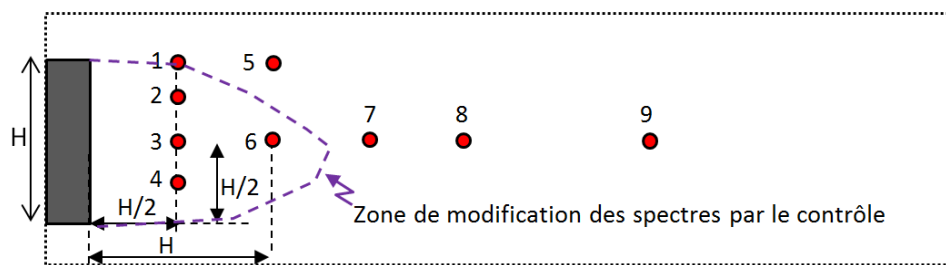 1
5
2
7
8
9
H
3
6
4
H/2
H/2
Zone de modification des spectres par le contrôle
H